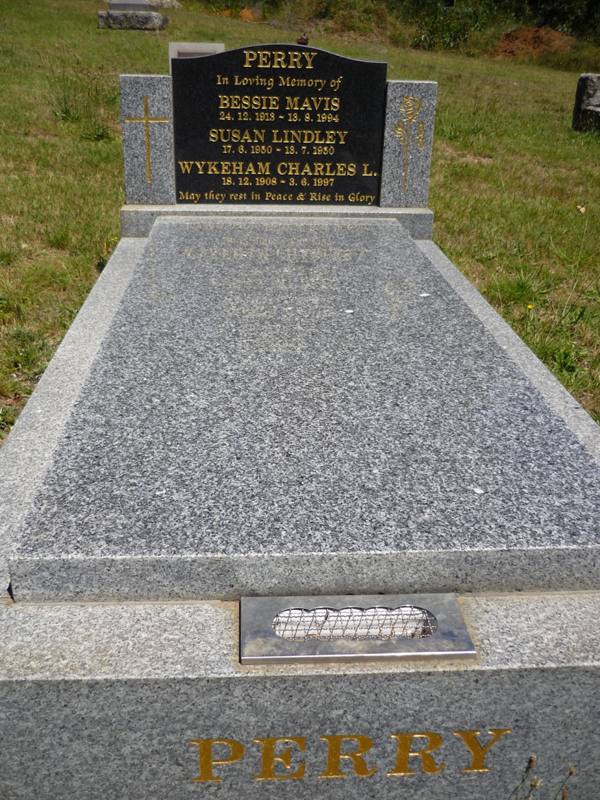 PERRY
In Loving Memory of
BESSIE MAVIS
24. 12. 1913 ~ 13. 8. 1994
SUSAN LINDLEY
17. 6. 1950 ~ 13. 7. 1950
WYKEHAM CHARLES L.
18. 12. 1908 ~ 3. 6. 1997
May they rest in Peace & Rise in Glory
PERRY